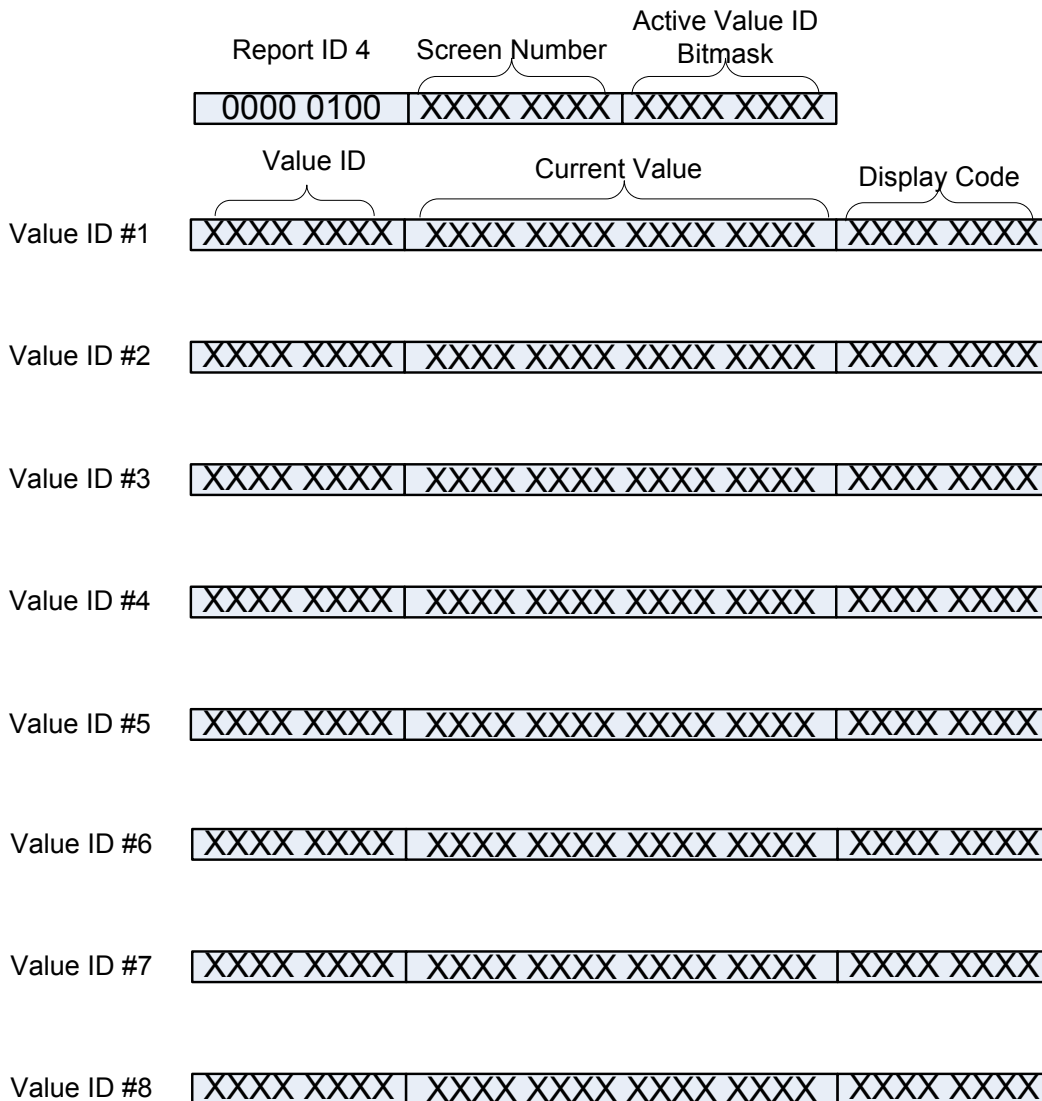 Report ID 4 Screen Number Active Value ID Bitmask
0000 0100 XXXX XXXX XXXX XXXX
Value ID Current Value Display Code
Value ID #1 XXXX XXXX XXXX XXXX XXXX XXXX XXXX XXXX
Value ID #2 XXXX XXXX XXXX XXXX XXXX XXXX XXXX XXXX
Value ID #3 XXXX XXXX XXXX XXXX XXXX XXXX XXXX XXXX
Value ID #4 XXXX XXXX XXXX XXXX XXXX XXXX XXXX XXXX
Value ID #5 XXXX XXXX XXXX XXXX XXXX XXXX XXXX XXXX
Value ID #6 XXXX XXXX XXXX XXXX XXXX XXXX XXXX XXXX
Value ID #7 XXXX XXXX XXXX XXXX XXXX XXXX XXXX XXXX
Value ID #8 XXXX XXXX XXXX XXXX XXXX XXXX XXXX XXXX